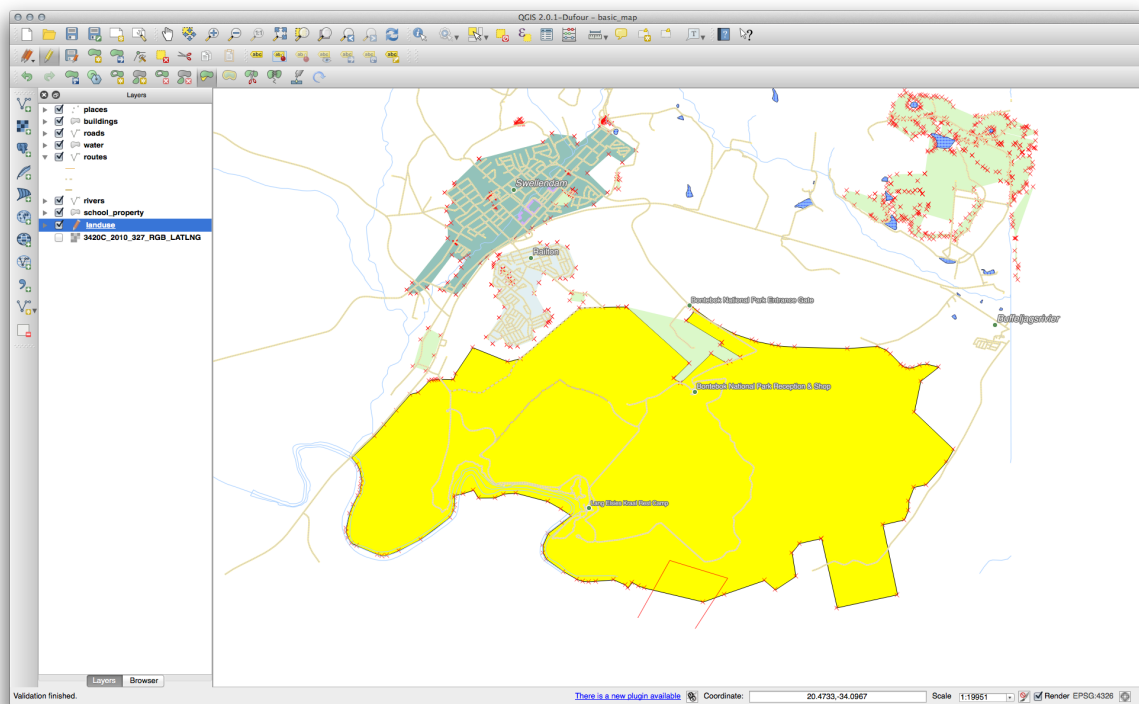 QGIS 2.0.1-Dufour - basic_map
Layers
places
buildings
roads
water
routes
rivers
school_property
landuse
3420C_2010_327_RGB_LATLNG
Swellendam
Railton
Bontebok National Park Entrance Gate
Buffeljagsrivier
Bontebok National Park Reception & Shop
Lang Elsies Kraal Rest Camp
Layers
Browser
Validation finished.
There is a new plugin available
Coordinate:
20.4733,-34.0967
Scale
1:19951
Render
EPSG:4326